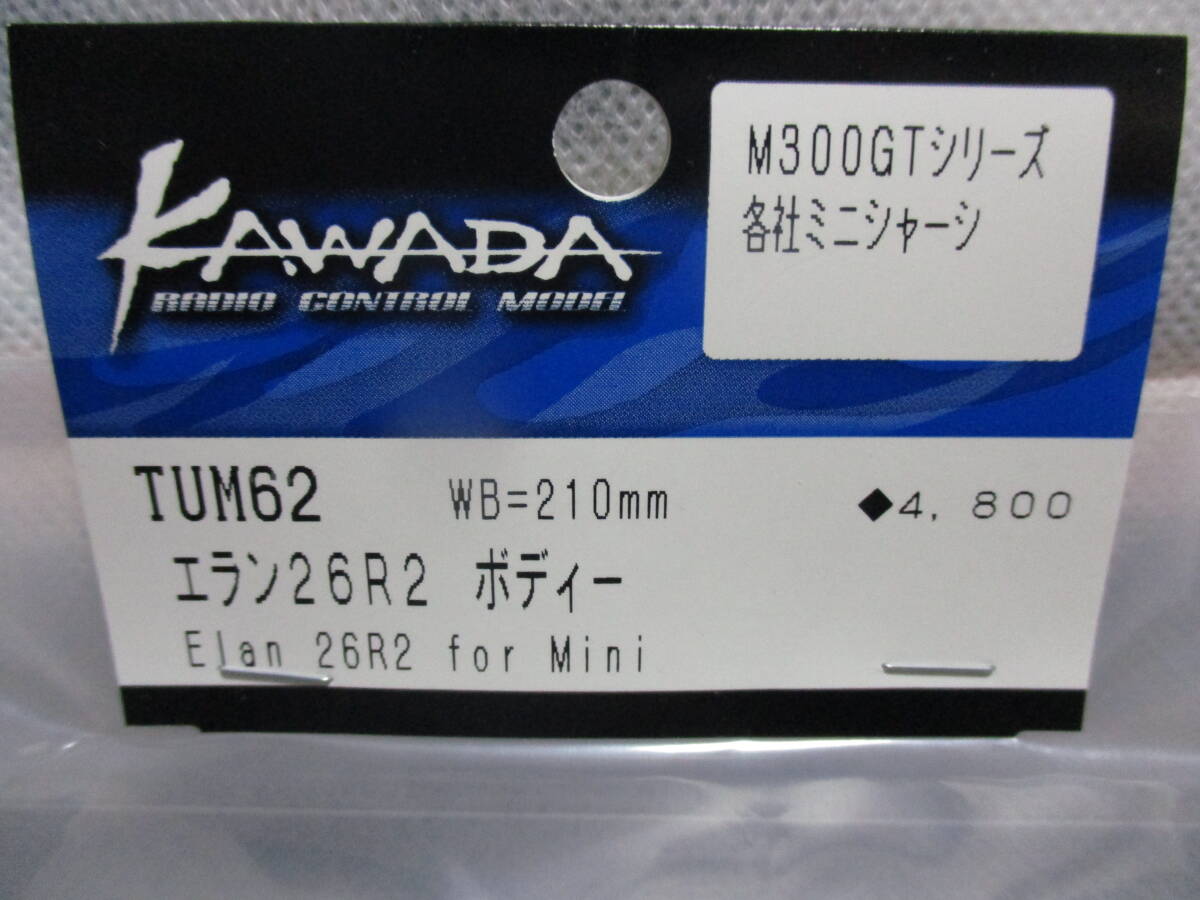 KAWADA
RADIO CONTROL MODEL
M300GTシリーズ
各社ミニシャーシ
TUM62 WB=210mm ◆4,800
エラン26R2 ボディー
Elan 26R2 for Mini